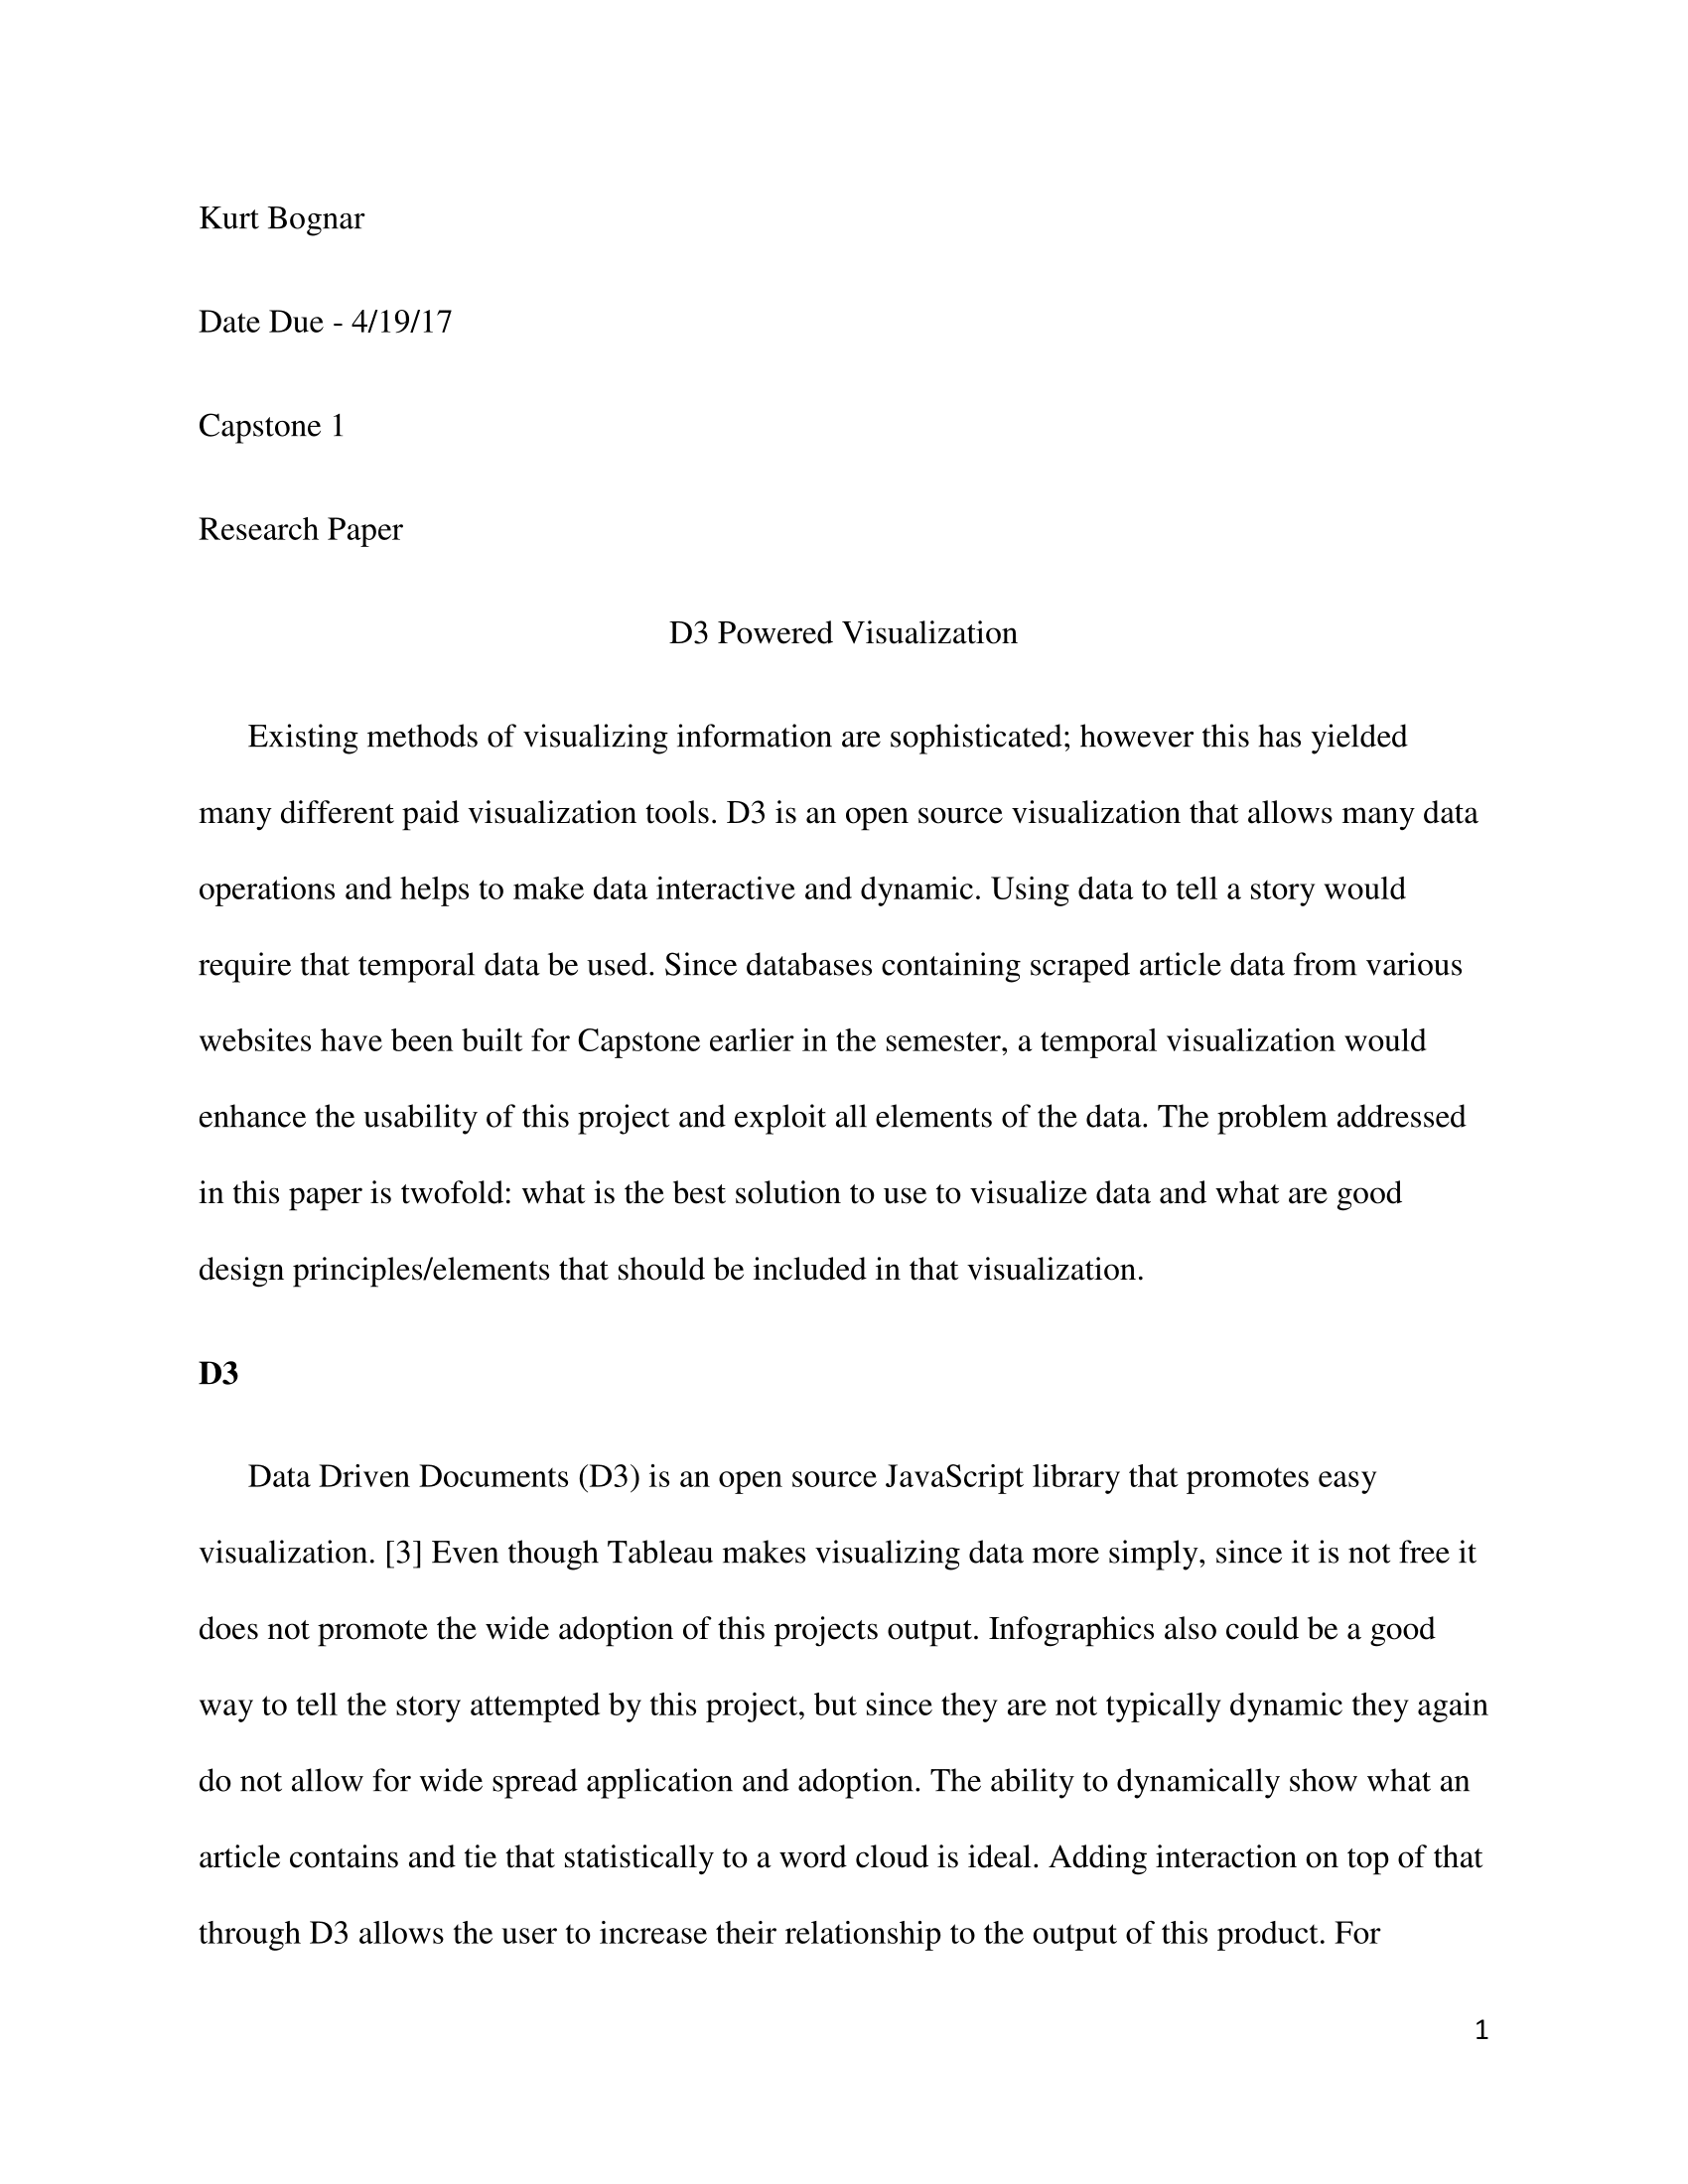 Kurt Bognar
Date Due - 4/19/17
Capstone 1
Research Paper
D3 Powered Visualization
Existing methods of visualizing information are sophisticated; however this has yielded
many different paid visualization tools. D3 is an open source visualization that allows many data
operations and helps to make data interactive and dynamic. Using data to tell a story would
require that temporal data be used. Since databases containing scraped article data from various
websites have been built for Capstone earlier in the semester, a temporal visualization would
enhance the usability of this project and exploit all elements of the data. The problem addressed
in this paper is twofold: what is the best solution to use to visualize data and what are good
design principles/elements that should be included in that visualization.
D3
Data Driven Documents (D3) is an open source JavaScript library that promotes easy
visualization. [3] Even though Tableau makes visualizing data more simply, since it is not free it
does not promote the wide adoption of this projects output. Infographics also could be a good
way to tell the story attempted by this project, but since they are not typically dynamic they again
do not allow for wide spread application and adoption. The ability to dynamically show what an
article contains and tie that statistically to a word cloud is ideal. Adding interaction on top of that
through D3 allows the user to increase their relationship to the output of this product. For
1